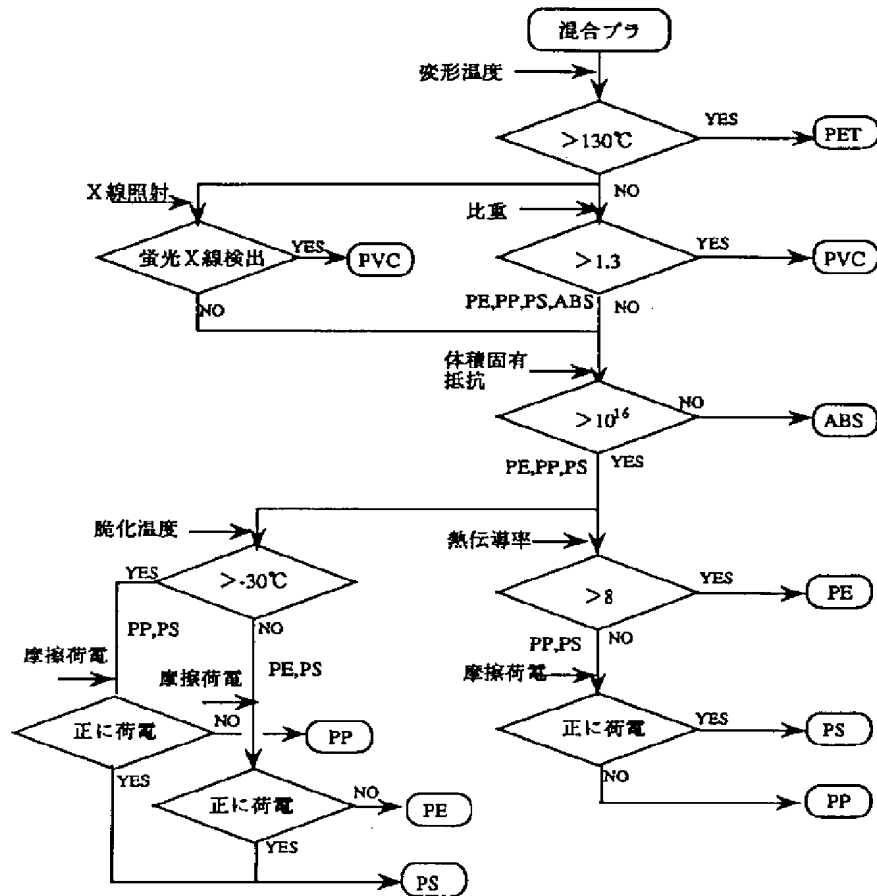 混合プラ
変形温度
>130℃
YES
PET
NO
X線照射
比重
蛍光X線検出
YES
PVC
>1.3
YES
PVC
NO
PE,PP,PS,ABS
NO
体積固有
抵抗
>10¹⁶
NO
ABS
PE,PP,PS
YES
脆化温度
熱伝導率
YES
>-30℃
>8
YES
PE
NO
PP,PS
PP,PS
NO
摩擦荷電
摩擦荷電
PE,PS
摩擦荷電
正に荷電
NO
PP
正に荷電
YES
PS
YES
NO
正に荷電
NO
PE
PP
YES
PS